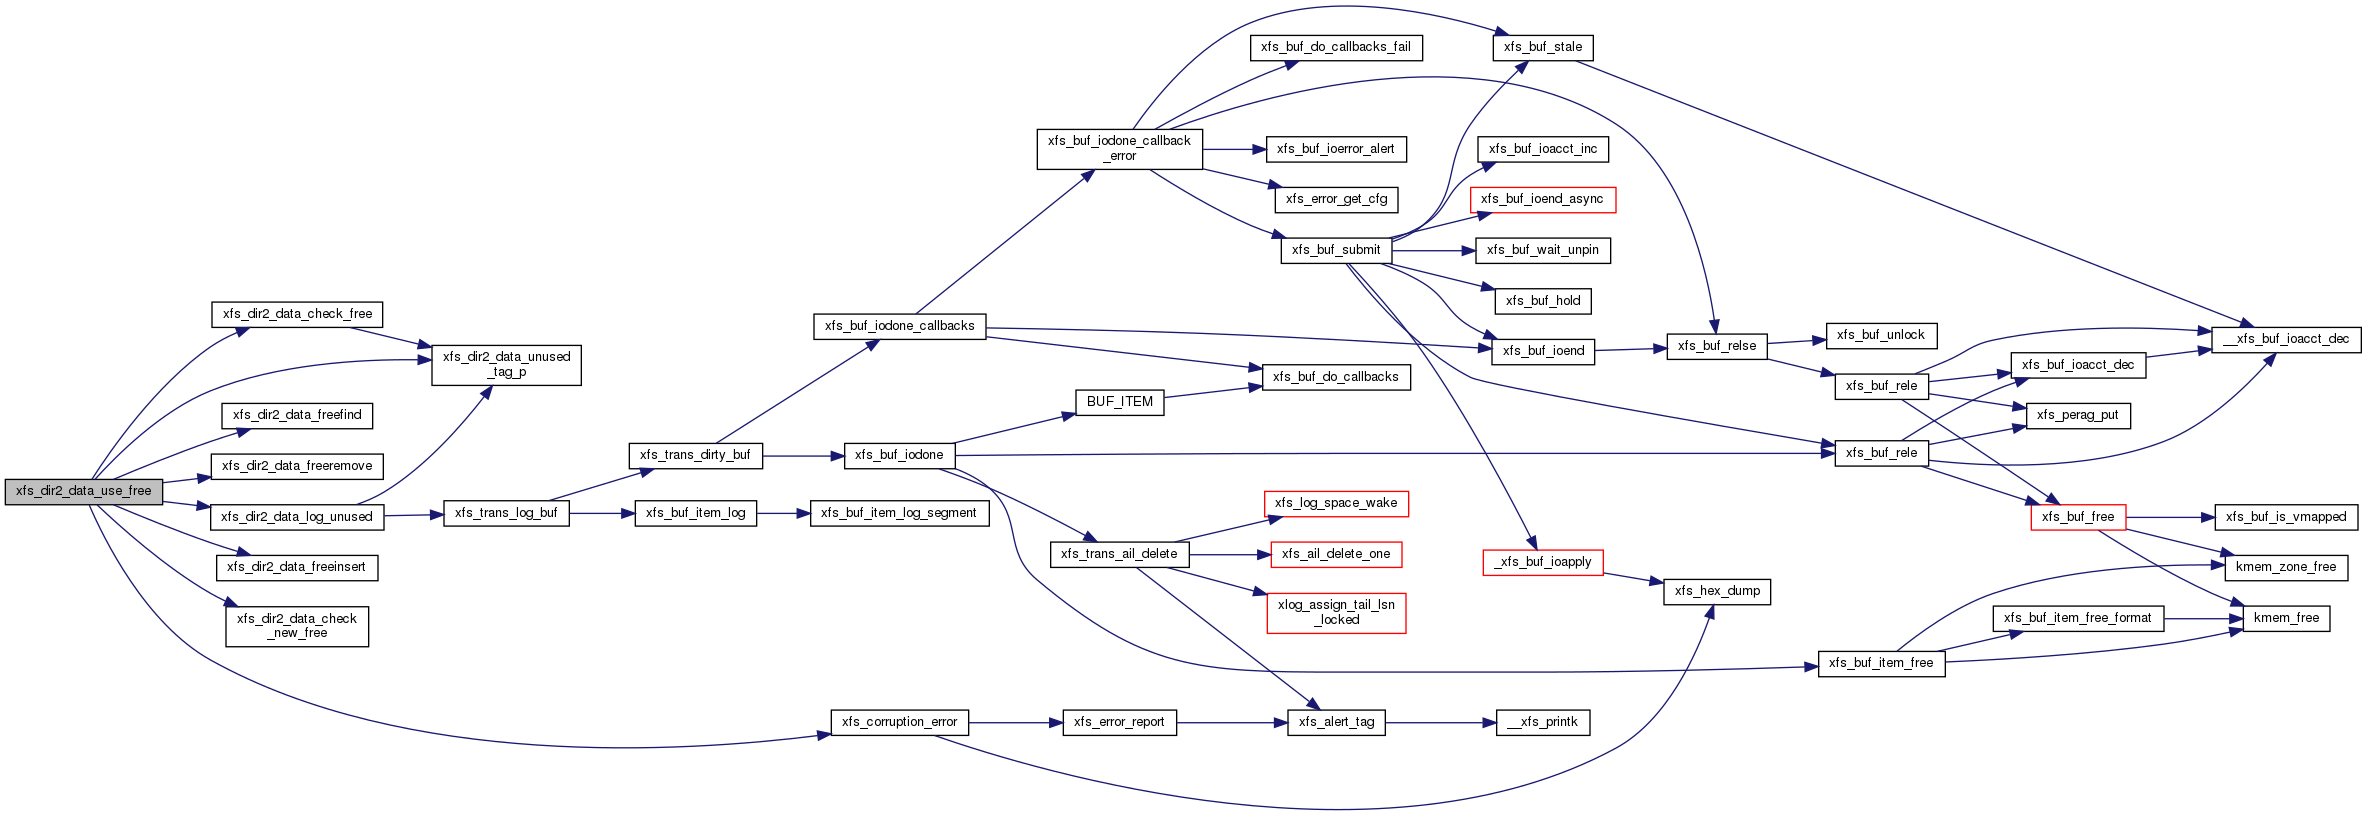 xfs_dir2_data_use_free
xfs_dir2_data_check_free
xfs_dir2_data_unused
_tag_p
xfs_dir2_data_freefind
xfs_dir2_data_freeremove
xfs_dir2_data_log_unused
xfs_dir2_data_freeinsert
xfs_dir2_data_check
_new_free
xfs_trans_log_buf
xfs_trans_dirty_buf
xfs_buf_item_log
xfs_buf_item_log_segment
xfs_buf_iodone_callbacks
xfs_buf_iodone
xfs_corruption_error
xfs_buf_iodone_callback
_error
BUF_ITEM
xfs_trans_ail_delete
xfs_error_report
xfs_buf_do_callbacks_fail
xfs_buf_ioerror_alert
xfs_error_get_cfg
xfs_buf_submit
xfs_buf_do_callbacks
xfs_log_space_wake
xfs_ail_delete_one
xlog_assign_tail_lsn
_locked
xfs_alert_tag
xfs_buf_stale
xfs_buf_ioacct_inc
xfs_buf_ioend_async
xfs_buf_wait_unpin
xfs_buf_hold
xfs_buf_ioend
_xfs_buf_ioapply
__xfs_printk
xfs_buf_relse
xfs_hex_dump
xfs_buf_unlock
xfs_buf_rele
xfs_buf_rele
xfs_buf_item_free
xfs_buf_ioacct_dec
xfs_perag_put
xfs_buf_free
xfs_buf_item_free_format
__xfs_buf_ioacct_dec
xfs_buf_is_vmapped
kmem_zone_free
kmem_free